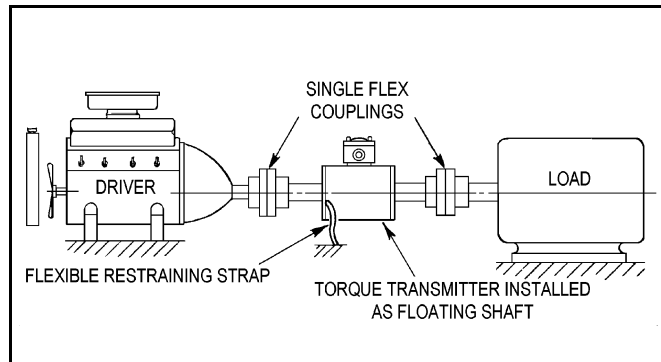 SINGLE FLEX
COUPLINGS
DRIVER
LOAD
FLEXIBLE RESTRAINING STRAP
TORQUE TRANSMITTER INSTALLED
AS FLOATING SHAFT